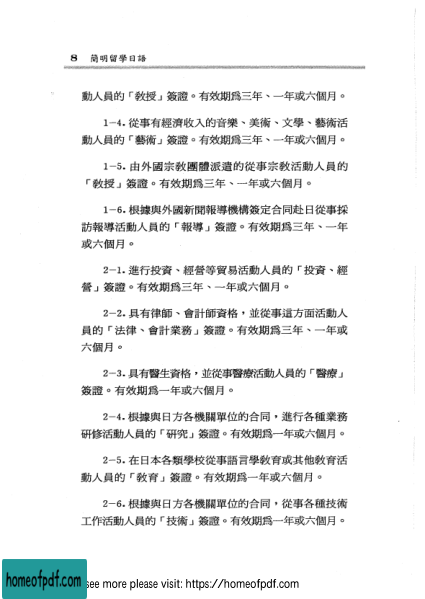 8 簡明留學日語
動人員的「教授」簽證。有效期爲三年、一年或六個月。
1-4. 從事有經濟收入的音樂、美術、文學、藝術活
動人員的「藝術」簽證。有效期爲三年、一年或六個月。
1-5. 由外國宗教團體派遣的從事宗教活動人員的
「教授」簽證。有效期爲三年、一年或六個月。
1-6. 根據與外國新聞報導機構簽定合同赴日從事採
訪報導活動人員的「報導」簽證。有效期爲三年、一年
或六個月。
2-1. 進行投資、經營等貿易活動人員的「投資、經
營」簽證。有效期爲三年、一年或六個月。
2-2. 具有律師、會計師資格，並從事這方面活動人
員的「法律、會計業務」簽證。有效期爲三年、一年或
六個月。
2-3. 具有醫生資格，並從事醫療活動人員的「醫療」
簽證。有效期爲一年或六個月。
2-4. 根據與日方各機關單位的合同，進行各種業務
研修活動人員的「研究」簽證。有效期爲一年或六個月。
2-5. 在日本各類學校從事語言學教育或其他教育活
動人員的「教育」簽證。有效期爲一年或六個月。
2-6. 根據與日方各機關單位的合同，從事各種技術
工作活動人員的「技術」簽證。有效期爲一年或六個月。
homeofpdf.com
see more please visit: https://homeofpdf.com